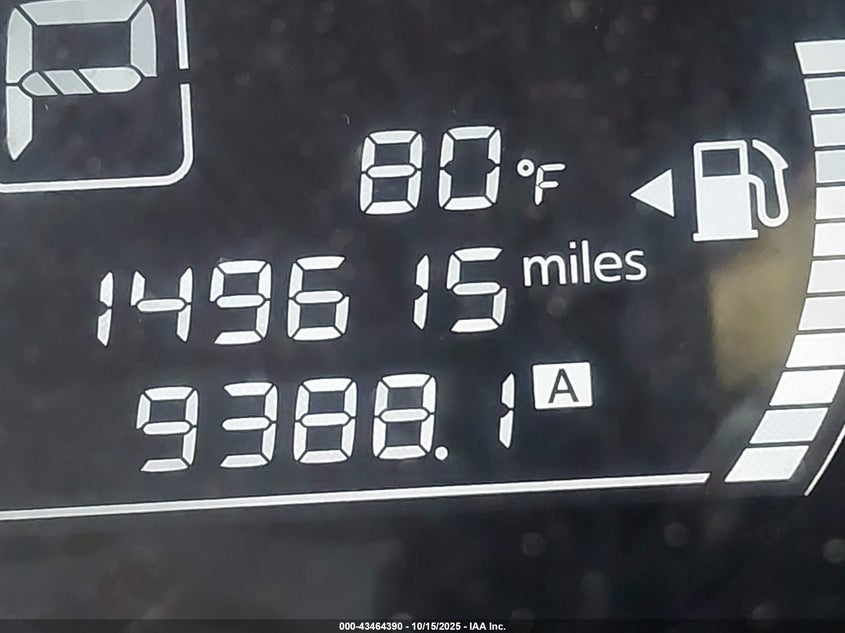 P
80 °F
149615 miles
9388.1 A
000-43464390 - 10/15/2025 - IAA Inc.